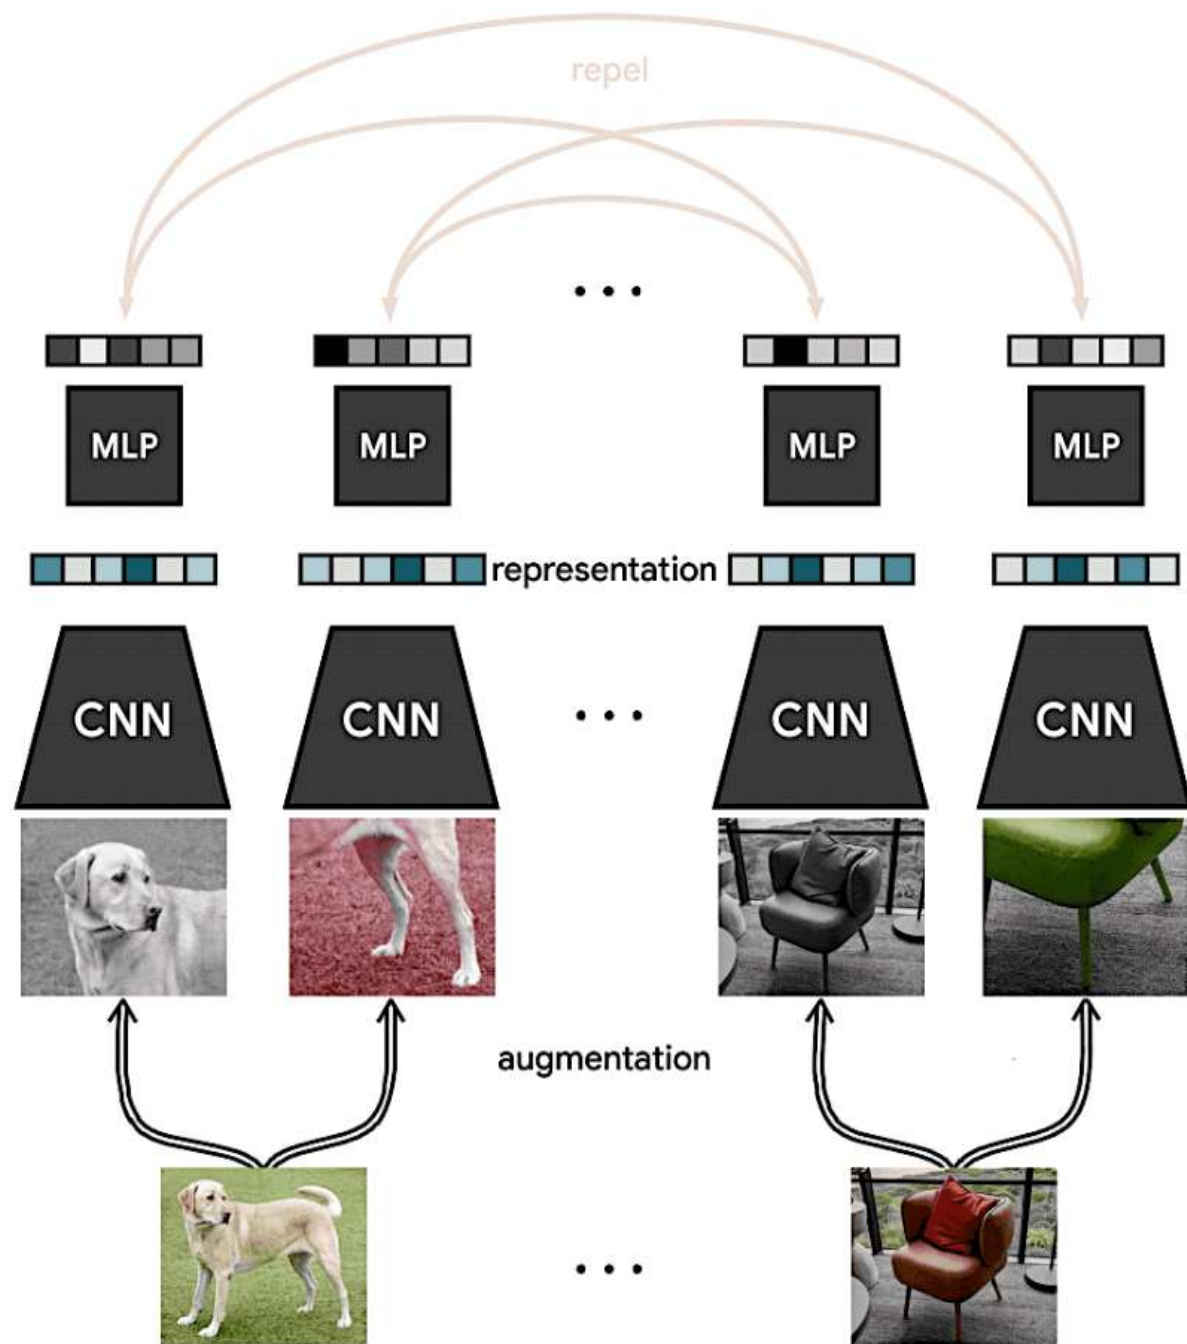 repel
MLP MLP MLP MLP
representation
CNN CNN CNN CNN
augmentation